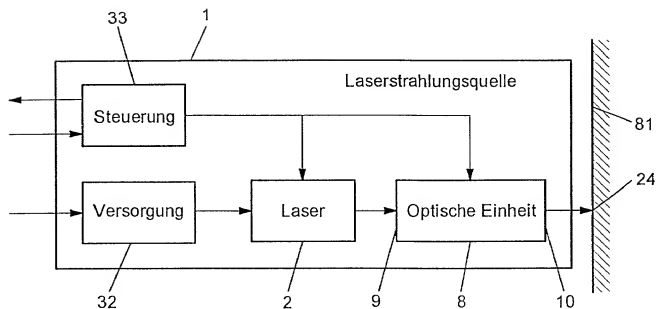 33
1
Laserstrahlungsquelle
Steuerung
81
24
Versorgung
Laser
Optische Einheit
32
2
9
8
10